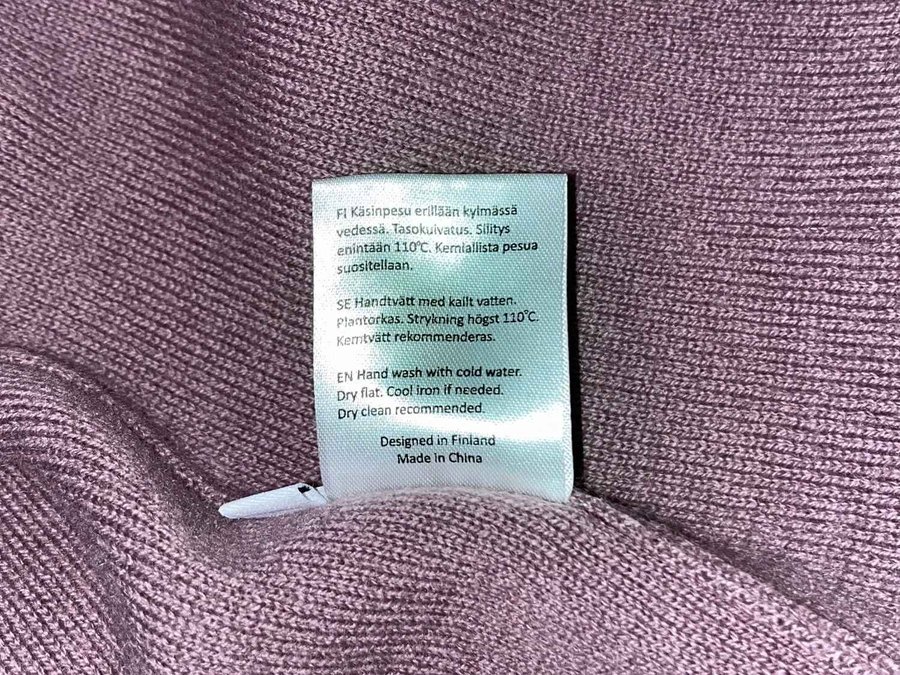 FI Käsinpesu erillään kylmässä
vedessä. Tasokuivatus. Silitys
enintään 110°C. Kemiallista pesua
suositellaan.
SE Handtvätt med kallt vatten.
Plantorkas. Strykning högst 110°C.
Kemtvätt rekommenderas.
EN Hand wash with cold water.
Dry flat. Cool iron if needed.
Dry clean recommended.
Designed in Finland
Made in China